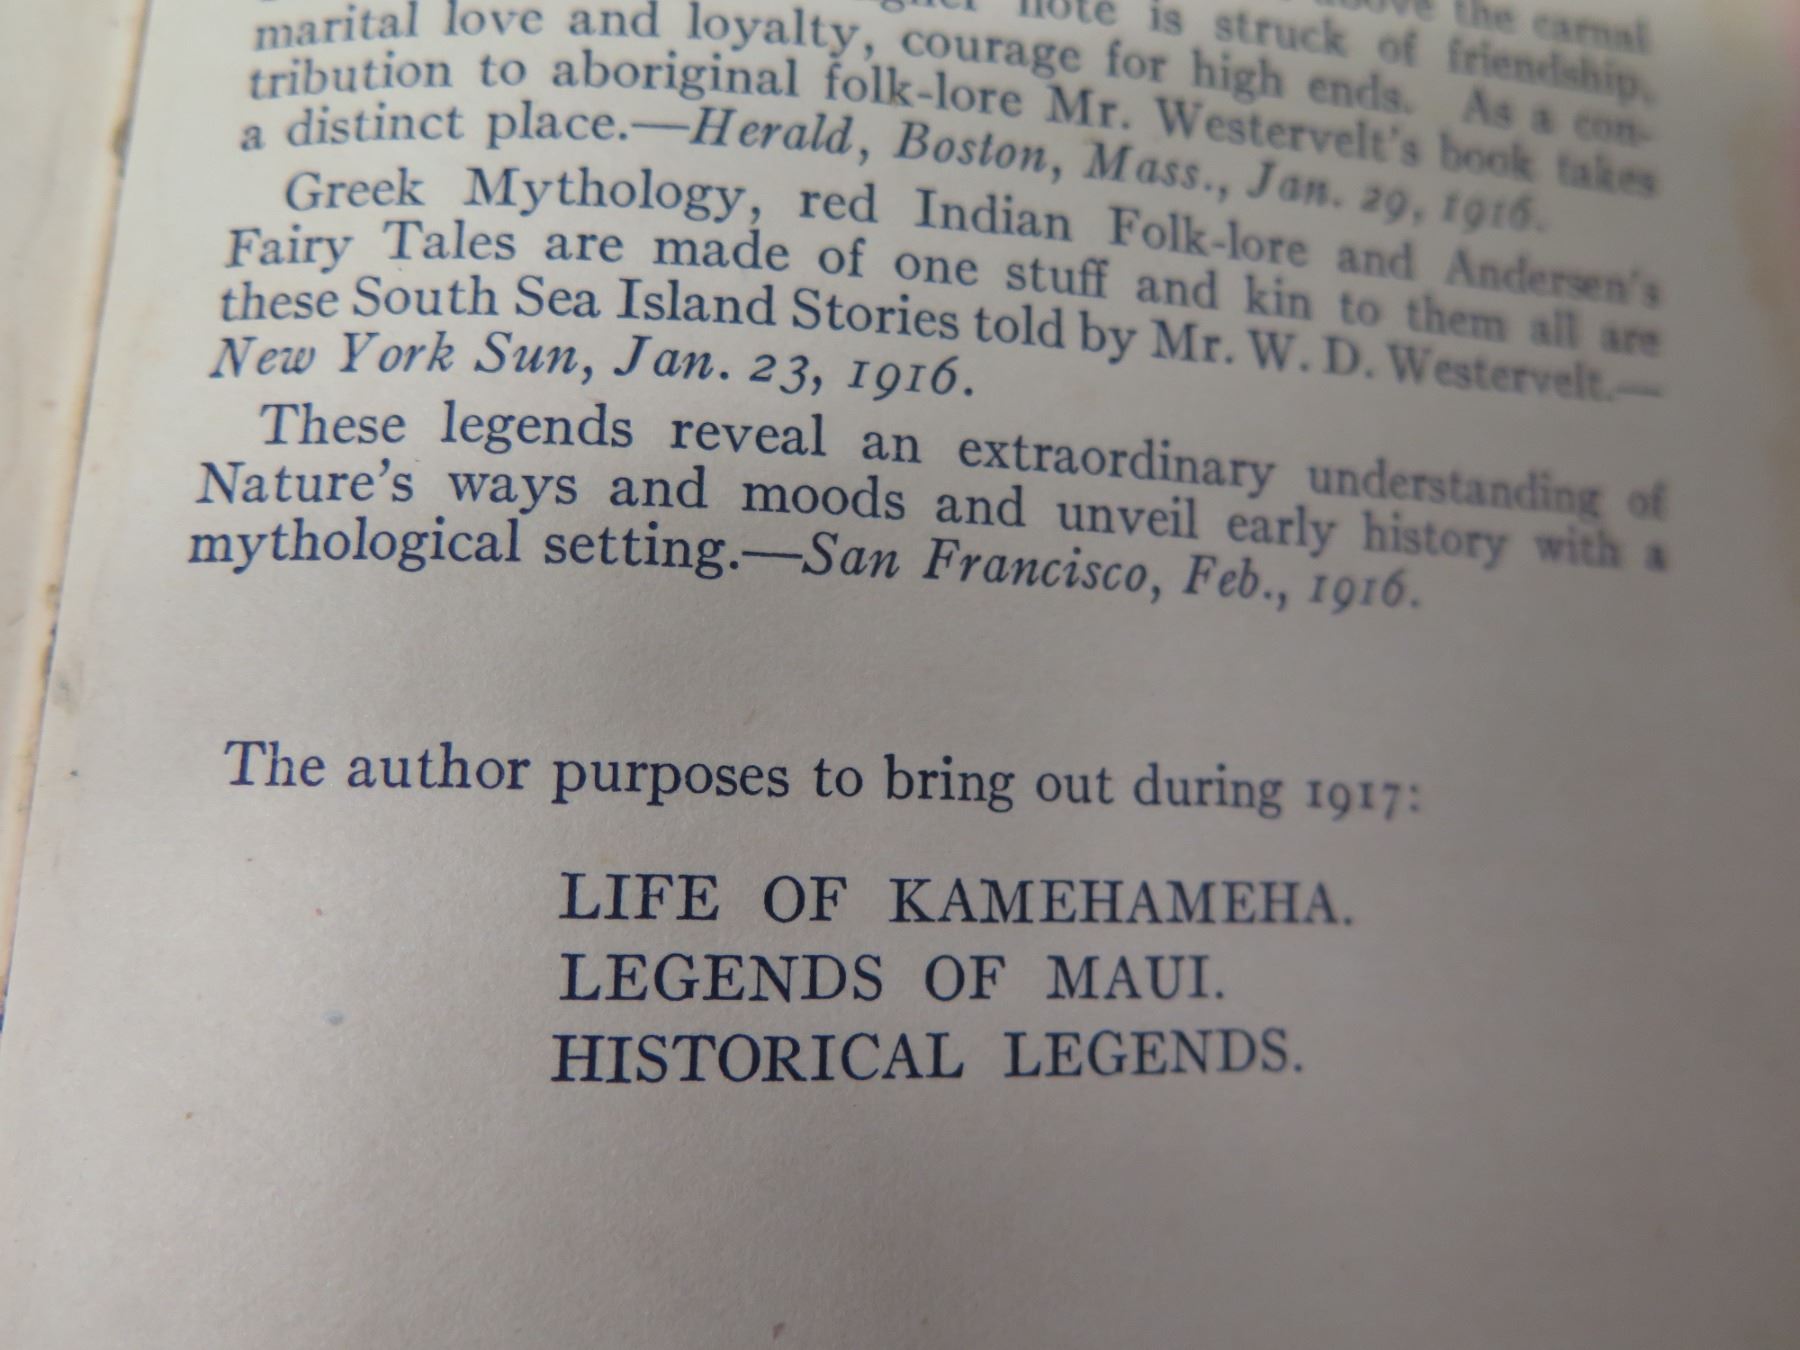 note is struck of friendship,
marital love and loyalty, courage for high ends. As a con-
tribution to aboriginal folk-lore Mr. Westervelt's book takes
a distinct place.—Herald, Boston, Mass., Jan. 29, 1916.
Greek Mythology, red Indian Folk-lore and Andersen's
Fairy Tales are made of one stuff and kin to them all are
these South Sea Island Stories told by Mr. W. D. Westervelt.—
New York Sun, Jan. 23, 1916.
These legends reveal an extraordinary understanding of
Nature's ways and moods and unveil early history with a
mythological setting.—San Francisco, Feb., 1916.
The author purposes to bring out during 1917:
LIFE OF KAMEHAMEHA.
LEGENDS OF MAUI.
HISTORICAL LEGENDS.